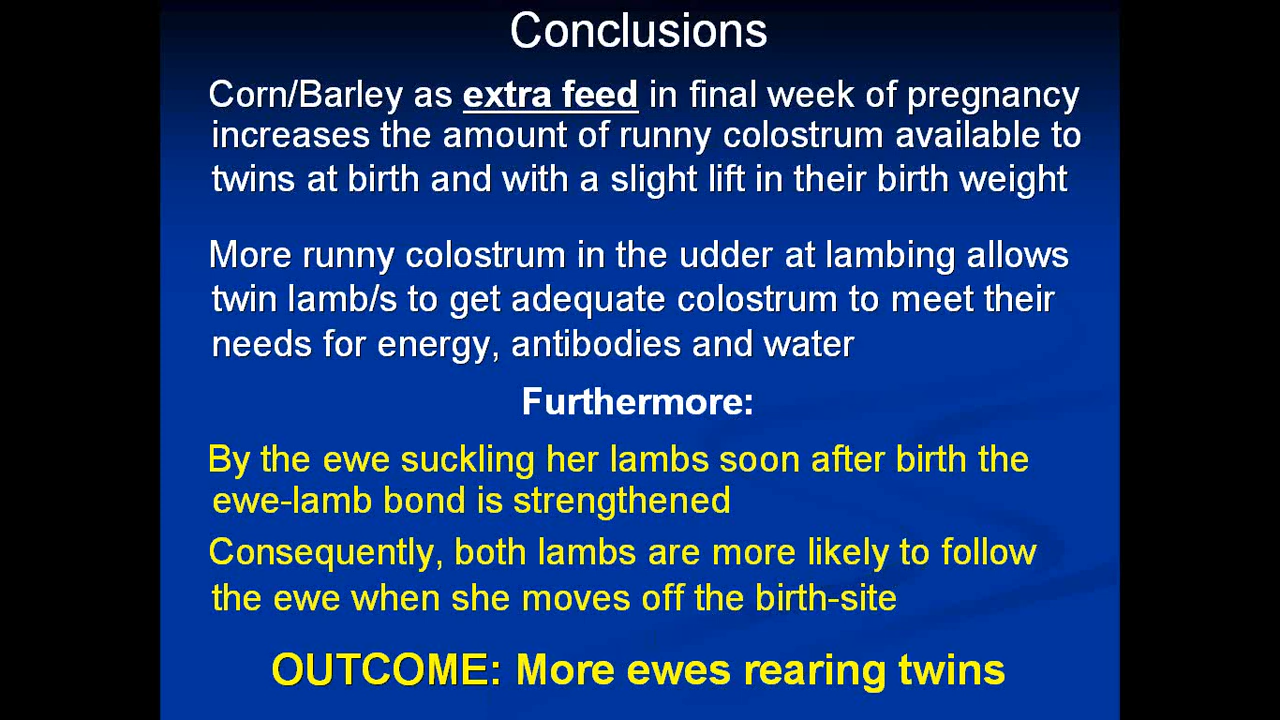 Conclusions
Corn/Barley as extra feed in final week of pregnancy
increases the amount of runny colostrum available to
twins at birth and with a slight lift in their birth weight
More runny colostrum in the udder at lambing allows
twin lamb/s to get adequate colostrum to meet their
needs for energy, antibodies and water
Furthermore:
By the ewe suckling her lambs soon after birth the
ewe-lamb bond is strengthened
Consequently, both lambs are more likely to follow
the ewe when she moves off the birth-site
OUTCOME: More ewes rearing twins